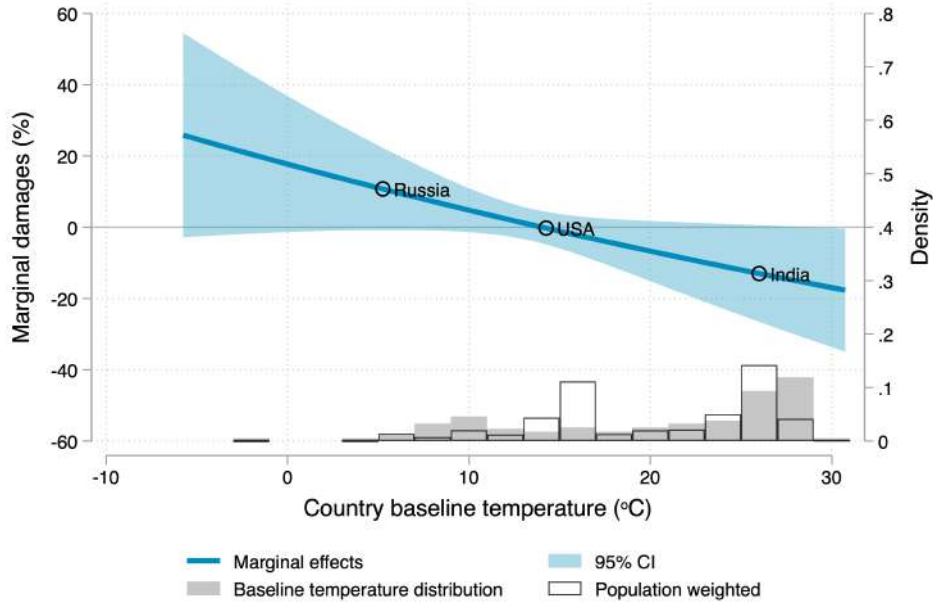 60
40
20
0
-20
-40
-60
Marginal damages (%)
.8
.7
.6
.5
.4
.3
.2
.1
0
Density
Russia
USA
India
-10
0
10
20
30
Country baseline temperature (°C)
Marginal effects
95% CI
Baseline temperature distribution
Population weighted